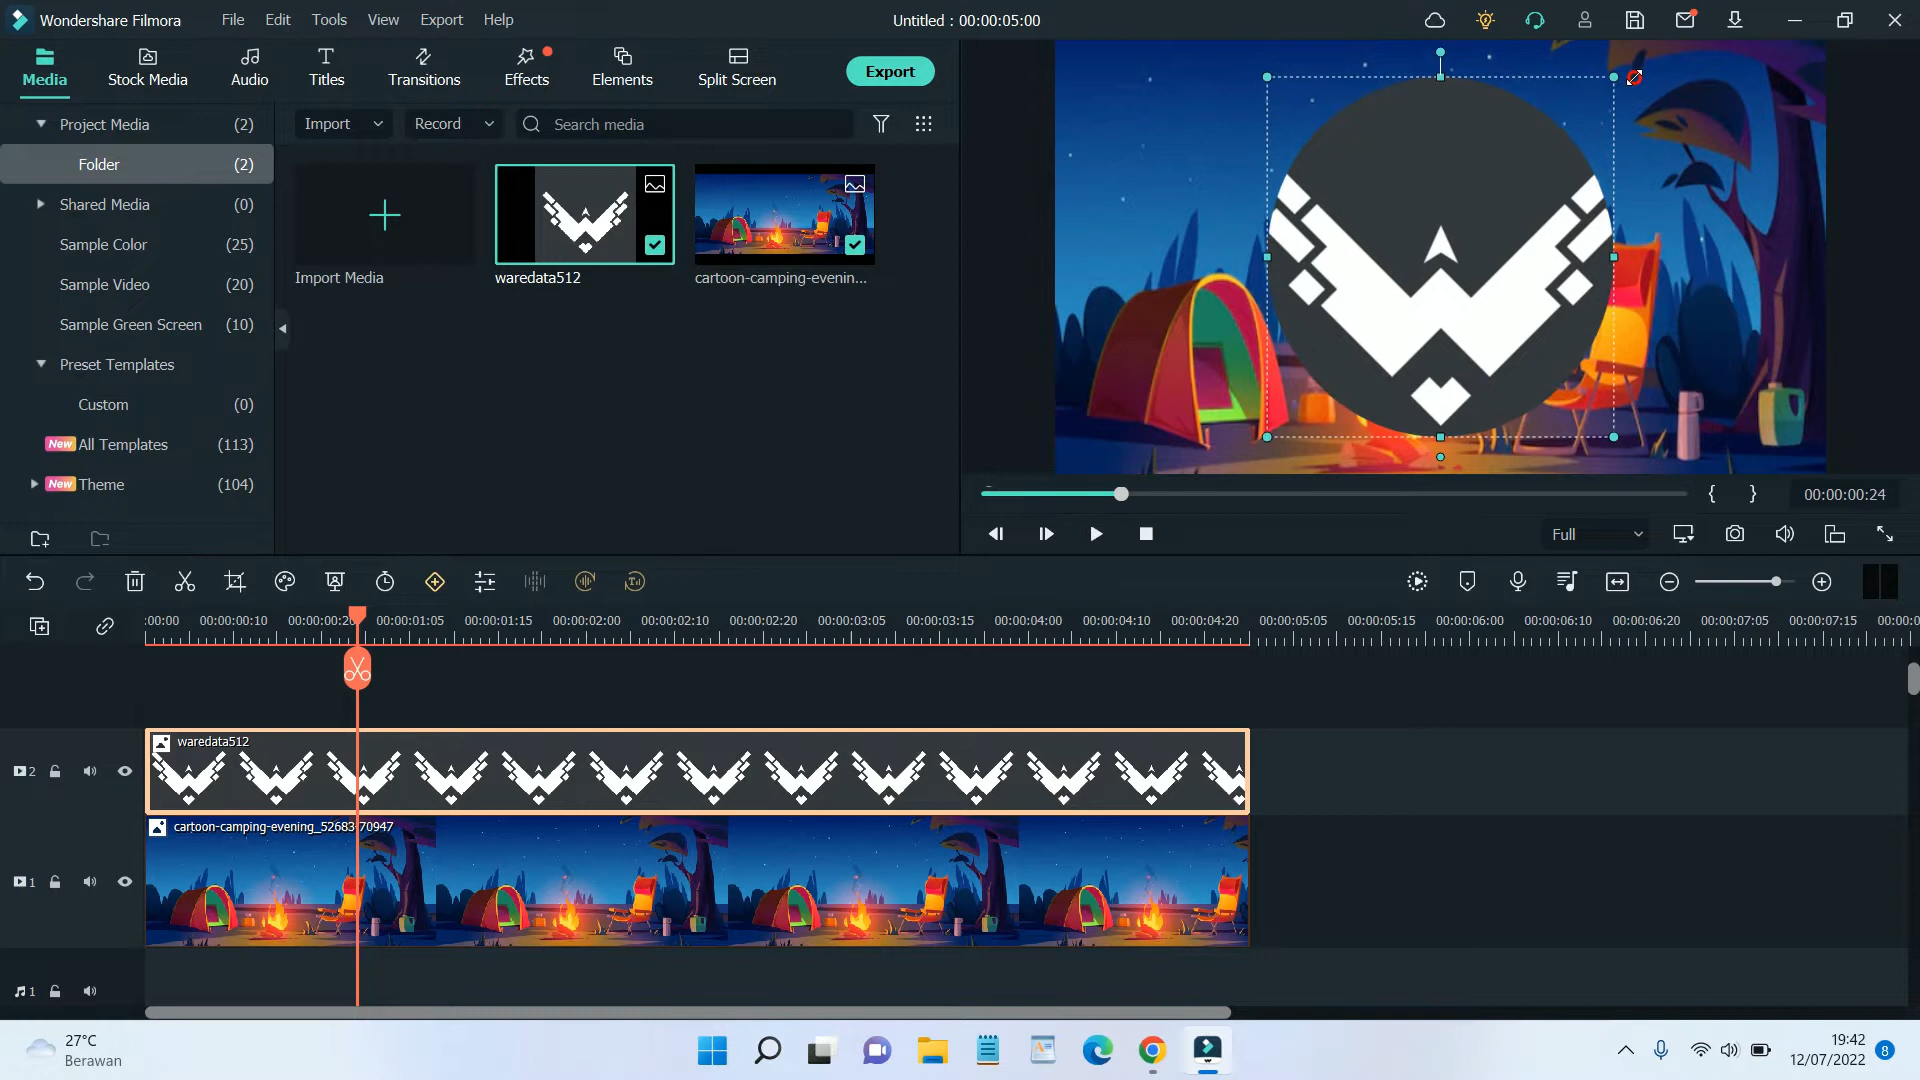 Wondershare Filmora File Edit Tools View Export Help Untitled : 00:00:05:00
Media Stock Media Audio Titles Transitions Effects Elements Split Screen Export
Project Media (2)
Folder (2)
Shared Media (0)
Sample Color (25)
Sample Video (20)
Sample Green Screen (10)
Preset Templates
Custom (0)
New All Templates (113)
New Theme (104)
Import Record Search media
Import Media waredata512 cartoon-camping-evenin...
{ } 00:00:00:24
Full
:00:00 00:00:00:10 00:00:00:20 00:00:01:05 00:00:01:15 00:00:02:00 00:00:02:10 00:00:02:20 00:00:03:05 00:00:03:15 00:00:04:00 00:00:04:10 00:00:04:20 00:00:05:05 00:00:05:15 00:00:06:00 00:00:06:10 00:00:06:20 00:00:07:05 00:00:07:15 00:00:0
2 waredata512
1
1
27°C
Berawan
19:42
12/07/2022 8